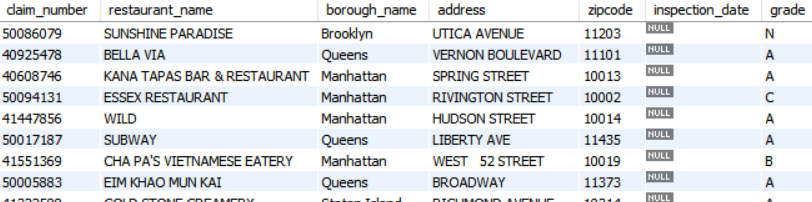 claim_number restaurant_name borough_name address zipcode inspection_date grade
50086079 SUNSHINE PARADISE Brooklyn UTICA AVENUE 11203 NULL N
40925478 BELLA VIA Queens VERNON BOULEVARD 11101 NULL A
40608746 KANA TAPAS BAR & RESTAURANT Manhattan SPRING STREET 10013 NULL A
50094131 ESSEX RESTAURANT Manhattan RIVINGTON STREET 10002 NULL C
41447856 WILD Manhattan HUDSON STREET 10014 NULL A
50017187 SUBWAY Queens LIBERTY AVE 11435 NULL A
41551369 CHA PA'S VIETNAMESE EATERY Manhattan WEST 52 STREET 10019 NULL B
50005883 EIM KHAO MUN KAI Queens BROADWAY 11373 NULL A
COLD STONE CREAMERY Staten Island RICHMOND AVENUE NULL A